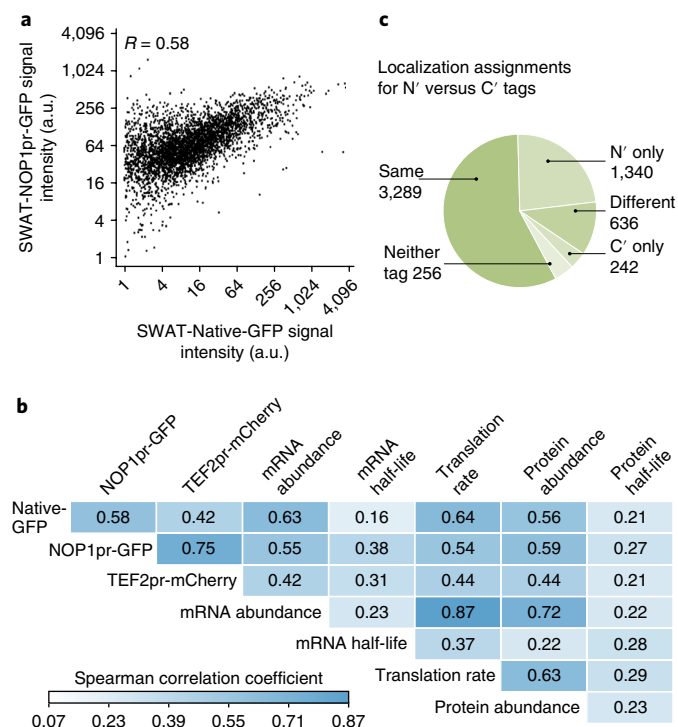 a
R = 0.58
4,096
1,024
256
64
16
4
1
SWAT-NOP1pr-GFP signal
intensity (a.u.)
1
4
16
64
256
1,024
4,096
SWAT-Native-GFP signal
intensity (a.u.)
c
Localization assignments
for N′ versus C′ tags
N′ only
1,340
Different
636
C′ only
242
Neither
tag 256
Same
3,289
b
NOP1pr-GFP
TEF2pr-mCherry
mRNA
abundance
mRNA
half-life
Translation
rate
Protein
abundance
Protein
half-life
Native-
GFP
0.58 0.42 0.63 0.16 0.64 0.56 0.21
NOP1pr-GFP 0.75 0.55 0.38 0.54 0.59 0.27
TEF2pr-mCherry 0.42 0.31 0.44 0.44 0.21
mRNA abundance 0.23 0.87 0.72 0.22
mRNA half-life 0.37 0.22 0.28
Translation rate 0.63 0.29
Protein abundance 0.23
Spearman correlation coefficient
0.07 0.23 0.39 0.55 0.71 0.87